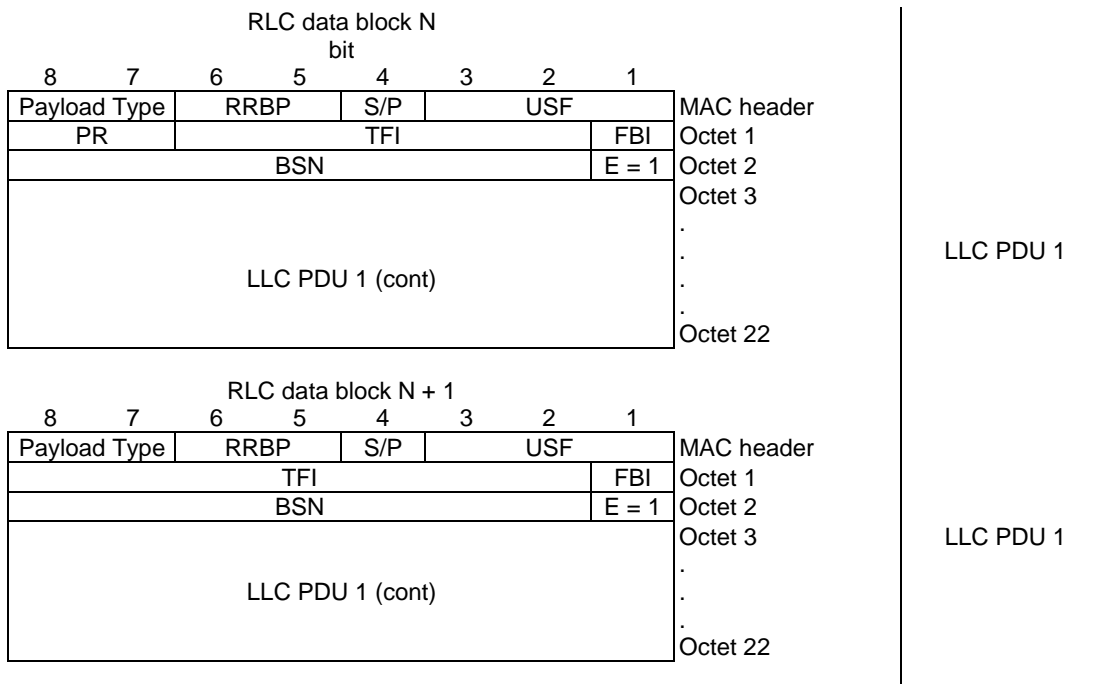 RLC data block N
bit
8 7 6 5 4 3 2 1
Payload Type RRBP S/P USF MAC header
PR TFI FBI Octet 1
BSN E = 1 Octet 2
Octet 3
.
.
LLC PDU 1
LLC PDU 1 (cont) .
.
Octet 22
RLC data block N + 1
8 7 6 5 4 3 2 1
Payload Type RRBP S/P USF MAC header
TFI FBI Octet 1
BSN E = 1 Octet 2
Octet 3 LLC PDU 1
.
LLC PDU 1 (cont) .
.
Octet 22